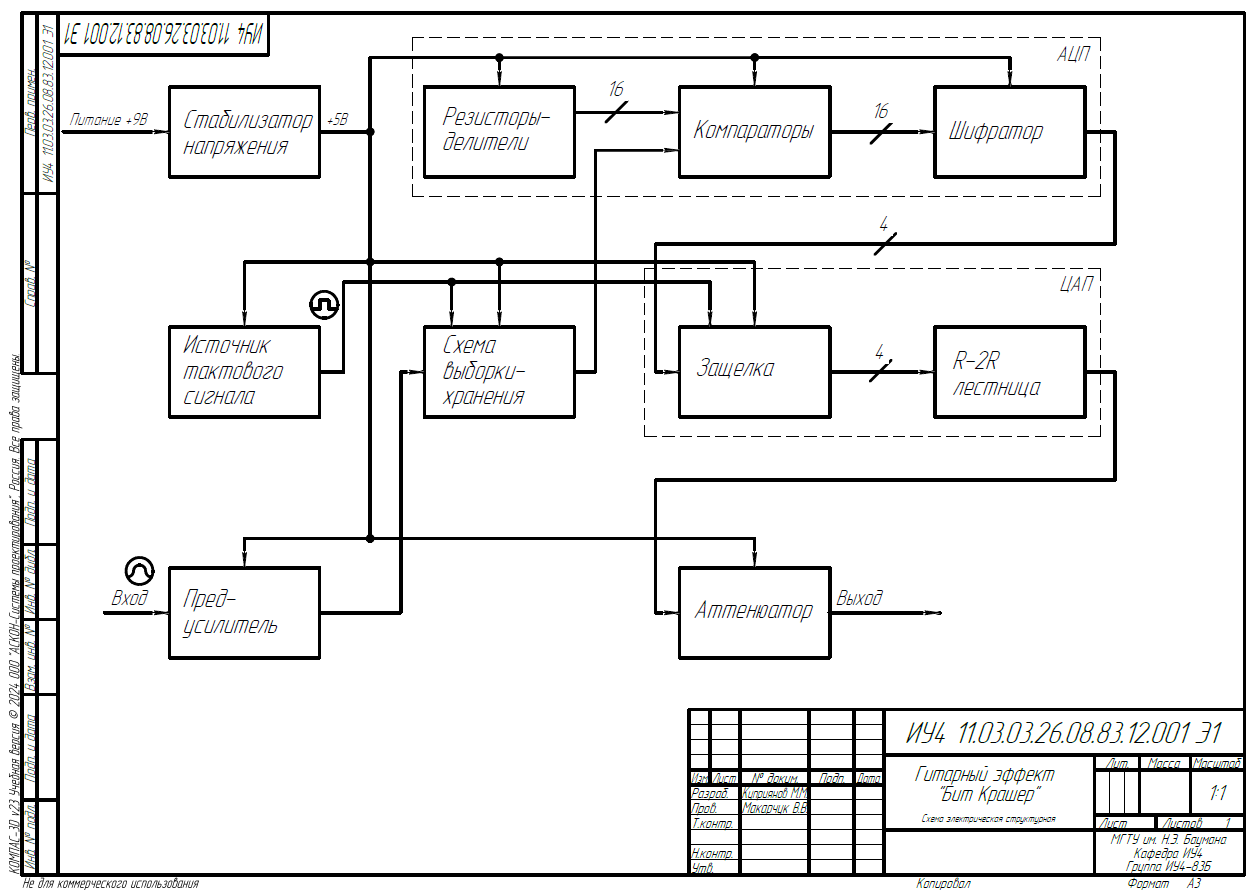 ИУ4 11.03.03.26.08.83.12.001 Э1
Перв. примен.
ИУ4 11.03.03.26.08.83.12.001 Э1
Справ. №
Подп. и дата
Инв. № дубл.
Взам. инв. №
Подп. и дата
Инв. № подл.
КОМПАС-3D v23 Учебная версия © 2024 ООО "АСКОН-Системы проектирования", Россия. Все права защищены.
АЦП
Питание +9В
Стабилизатор
напряжения
+5В
Резисторы-
делители
16
Компараторы
16
Шифратор
4
ЦАП
Источник
тактового
сигнала
Схема
выборки-
хранения
Защелка
4
R-2R
лестница
Вход
Пред-
усилитель
Аттенюатор
Выход
ИУ4 11.03.03.26.08.83.12.001 Э1
Изм. Лист № докум. Подп. Дата
Разраб. Куприянов М.М.
Пров. Макарчик В.В.
Т.контр.
Н.контр.
Утв.
Гитарный эффект
"Бит Крашер"
Схема электрическая структурная
Лит. Масса Масштаб
1:1
Лист Листов 1
МГТУ им. Н.Э. Баумана
Кафедра ИУ4
Группа ИУ4-83Б
Не для коммерческого использования
Копировал
Формат А3